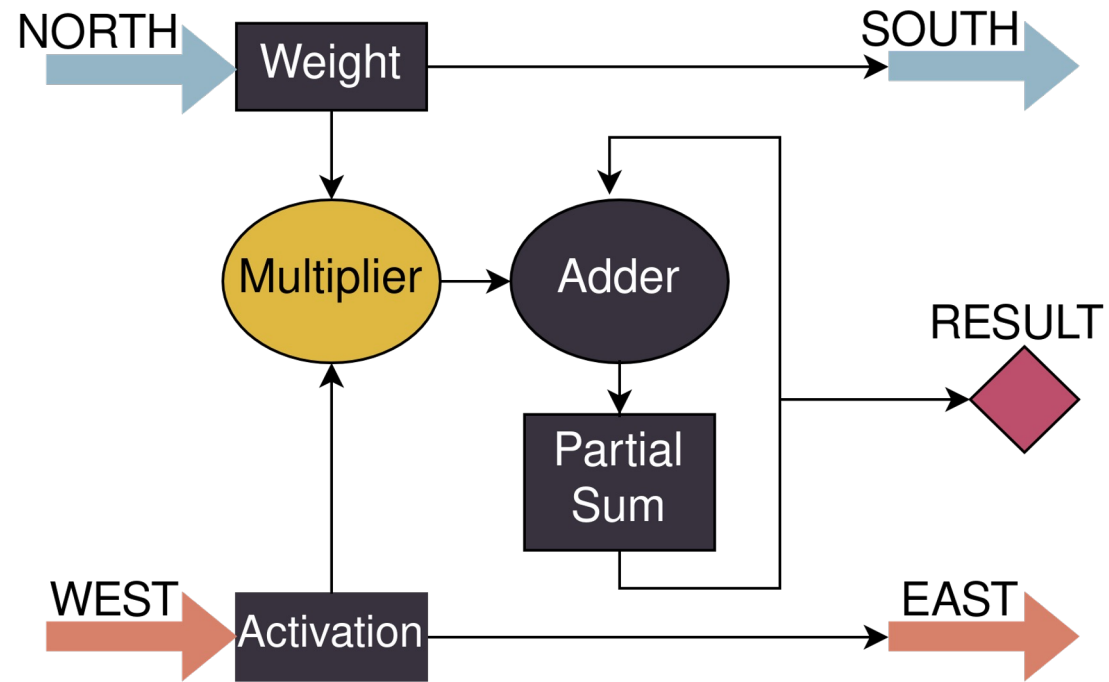 NORTH
Weight
SOUTH
Multiplier
Adder
RESULT
Partial
Sum
WEST
Activation
EAST